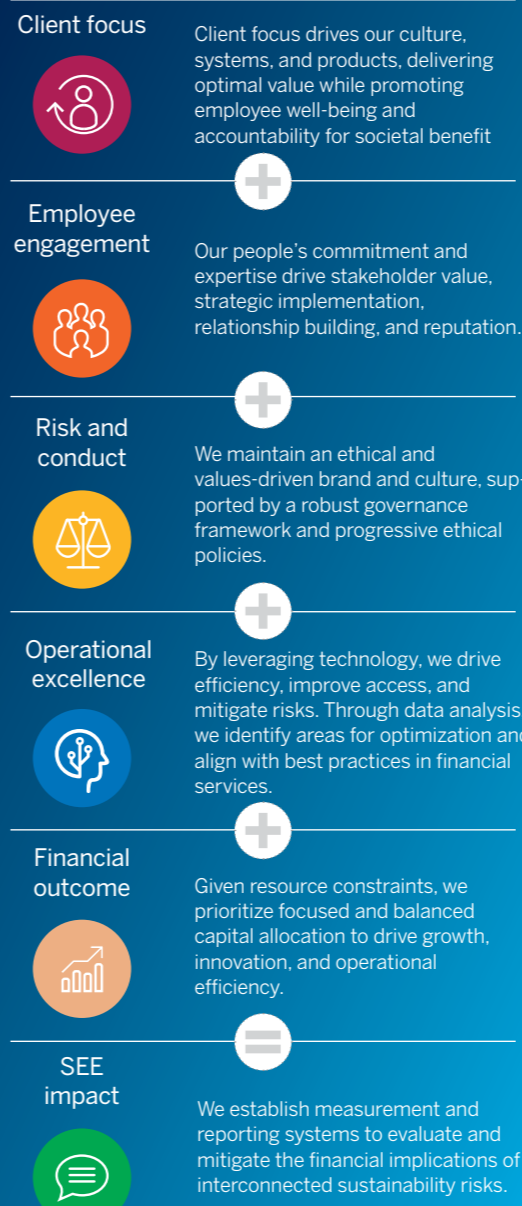 Client focus
Client focus drives our culture,
systems, and products, delivering
optimal value while promoting
employee well-being and
accountability for societal benefit
+
Employee
engagement
Our people’s commitment and
expertise drive stakeholder value,
strategic implementation,
relationship building, and reputation.
+
Risk and
conduct
We maintain an ethical and
values-driven brand and culture, sup-
ported by a robust governance
framework and progressive ethical
policies.
+
Operational
excellence
By leveraging technology, we drive
efficiency, improve access, and
mitigate risks. Through data analysis
we identify areas for optimization and
align with best practices in financial
services.
+
Financial
outcome
Given resource constraints, we
prioritize focused and balanced
capital allocation to drive growth,
innovation, and operational
efficiency.
=
SEE
impact
We establish measurement and
reporting systems to evaluate and
mitigate the financial implications of
interconnected sustainability risks.